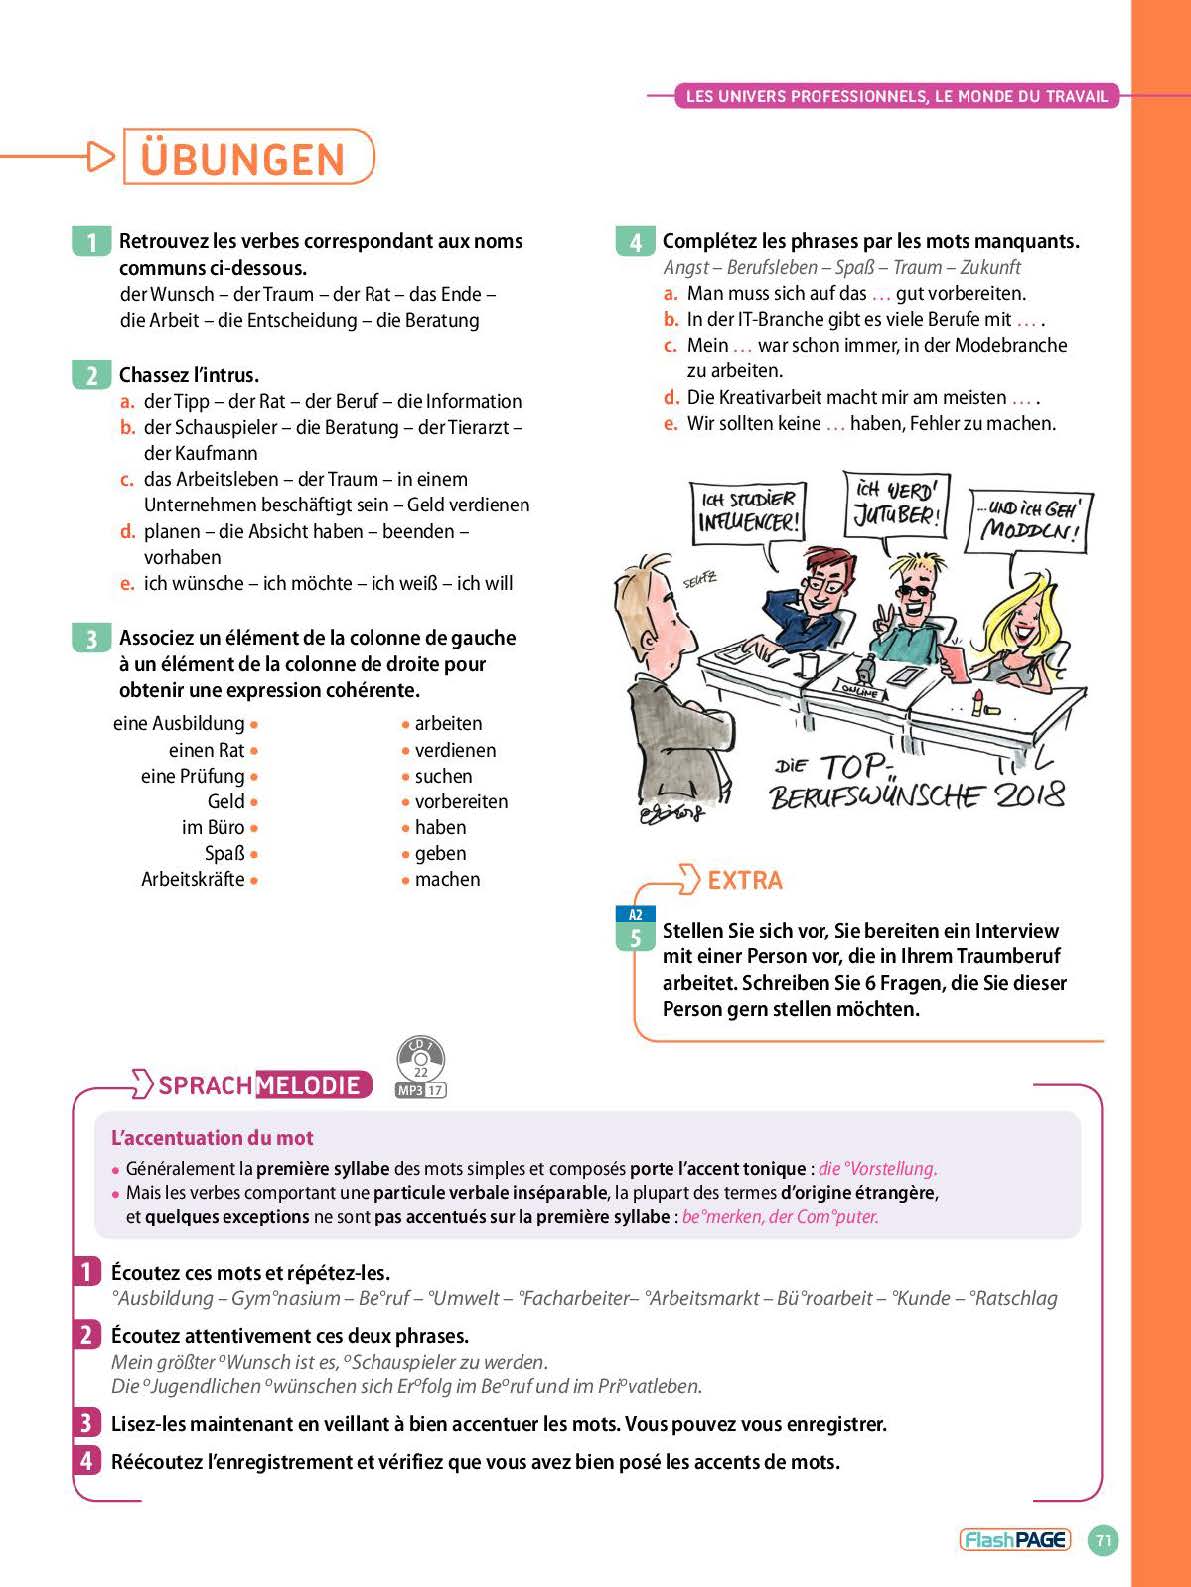 LES UNIVERS PROFESSIONNELS, LE MONDE DU TRAVAIL
ÜBUNGEN
1 Retrouvez les verbes correspondant aux noms
communs ci-dessous.
der Wunsch – der Traum – der Rat – das Ende –
die Arbeit – die Entscheidung – die Beratung
2 Chassez l'intrus.
a. der Tipp – der Rat – der Beruf – die Information
b. der Schauspieler – die Beratung – der Tierarzt –
der Kaufmann
c. das Arbeitsleben – der Traum – in einem
Unternehmen beschäftigt sein – Geld verdienen
d. planen – die Absicht haben – beenden –
vorhaben
e. ich wünsche – ich möchte – ich weiß – ich will
3 Associez un élément de la colonne de gauche
à un élément de la colonne de droite pour
obtenir une expression cohérente.
eine Ausbildung • • arbeiten
einen Rat • • verdienen
eine Prüfung • • suchen
Geld • • vorbereiten
im Büro • • haben
Spaß • • geben
Arbeitskräfte • • machen
4 Complétez les phrases par les mots manquants.
Angst – Berufsleben – Spaß – Traum – Zukunft
a. Man muss sich auf das ... gut vorbereiten.
b. In der IT-Branche gibt es viele Berufe mit ... .
c. Mein ... war schon immer, in der Modebranche
zu arbeiten.
d. Die Kreativarbeit macht mir am meisten ... .
e. Wir sollten keine ... haben, Fehler zu machen.
ICH STUDIER
INFLUENCER!
ICH WERD'
JUTUBER!
...UND ICH GEH'
MODDLN!
SEUFZ
ONLINE
DIE TOP-
BERUFSWÜNSCHE 2018
EXTRA
A2
5 Stellen Sie sich vor, Sie bereiten ein Interview
mit einer Person vor, die in Ihrem Traumberuf
arbeitet. Schreiben Sie 6 Fragen, die Sie dieser
Person gern stellen möchten.
SPRACHMELODIE
CD 1
22
MP3 17
L'accentuation du mot
• Généralement la première syllabe des mots simples et composés porte l'accent tonique : die °Vorstellung.
• Mais les verbes comportant une particule verbale inséparable, la plupart des termes d'origine étrangère,
et quelques exceptions ne sont pas accentués sur la première syllabe : be°merken, der Com°puter.
1 Écoutez ces mots et répétez-les.
°Ausbildung – Gym°nasium – Be°ruf – °Umwelt – °Facharbeiter– °Arbeitsmarkt – Bü°roarbeit – °Kunde – °Ratschlag
2 Écoutez attentivement ces deux phrases.
Mein größter °Wunsch ist es, °Schauspieler zu werden.
Die °Jugendlichen °wünschen sich Er°folg im Be°ruf und im Pri°vatleben.
3 Lisez-les maintenant en veillant à bien accentuer les mots. Vous pouvez vous enregistrer.
4 Réécoutez l'enregistrement et vérifiez que vous avez bien posé les accents de mots.
FlashPAGE 71